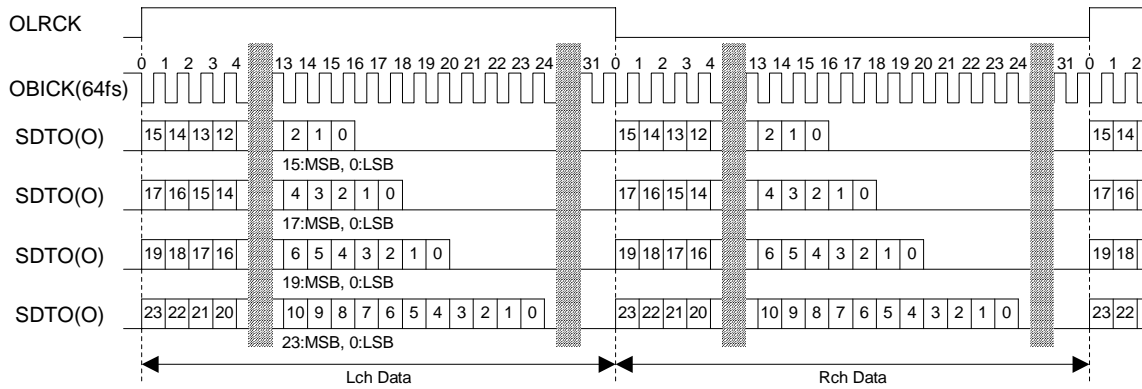 OLRCK
0 1 2 3 4 13 14 15 16 17 18 19 20 21 22 23 24 31 0 1 2 3 4 13 14 15 16 17 18 19 20 21 22 23 24 31 0 1 2
OBICK(64fs)
SDTO(O) 15 14 13 12 2 1 0 15 14 13 12 2 1 0 15 14
15:MSB, 0:LSB
SDTO(O) 17 16 15 14 4 3 2 1 0 17 16 15 14 4 3 2 1 0 17 16
17:MSB, 0:LSB
SDTO(O) 19 18 17 16 6 5 4 3 2 1 0 19 18 17 16 6 5 4 3 2 1 0 19 18
19:MSB, 0:LSB
SDTO(O) 23 22 21 20 10 9 8 7 6 5 4 3 2 1 0 23 22 21 20 10 9 8 7 6 5 4 3 2 1 0 23 22
23:MSB, 0:LSB
Lch Data Rch Data